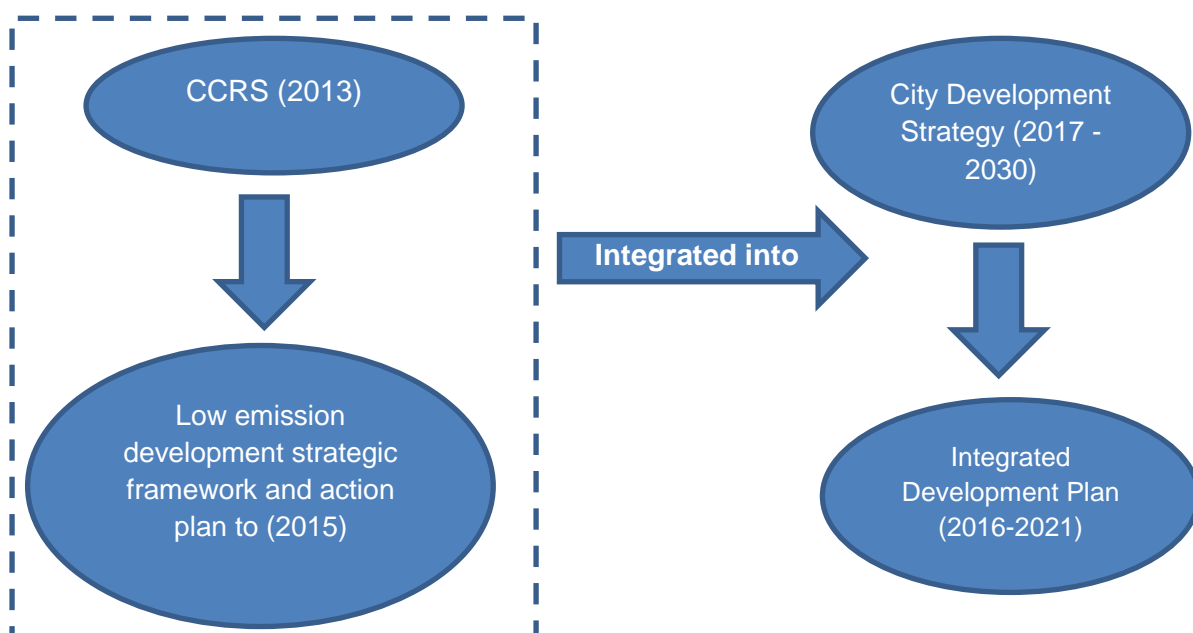 CCRS (2013)
Low emission
development strategic
framework and action
plan to (2015)
Integrated into
City Development
Strategy (2017 -
2030)
Integrated
Development Plan
(2016-2021)